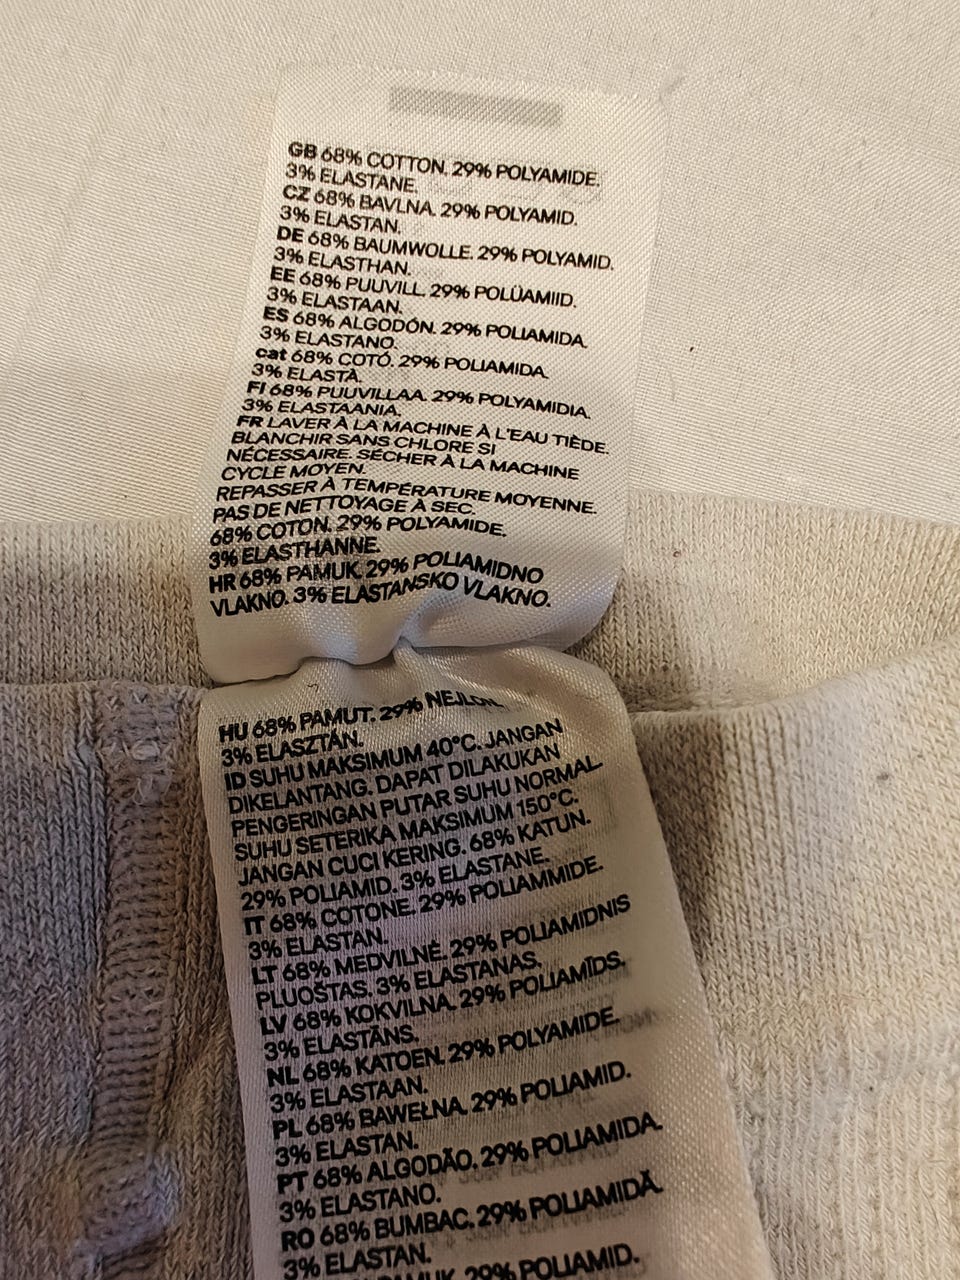 GB 68% COTTON. 29% POLYAMIDE.
3% ELASTANE.
CZ 68% BAVLNA. 29% POLYAMID.
3% ELASTAN.
DE 68% BAUMWOLLE. 29% POLYAMID.
3% ELASTHAN.
EE 68% PUUVILL. 29% POLÜAMIID.
3% ELASTAAN.
ES 68% ALGODÓN. 29% POLIAMIDA.
3% ELASTANO.
cat 68% COTÓ. 29% POLIAMIDA.
3% ELASTÀ.
FI 68% PUUVILLAA. 29% POLYAMIDIA.
3% ELASTAANIA.
FR LAVER À LA MACHINE À L'EAU TIÈDE.
BLANCHIR SANS CHLORE SI
NÉCESSAIRE. SÉCHER À LA MACHINE
CYCLE MOYEN.
REPASSER À TEMPÉRATURE MOYENNE.
PAS DE NETTOYAGE À SEC.
68% COTON. 29% POLYAMIDE.
3% ELASTHANNE.
HR 68% PAMUK. 29% POLIAMIDNO
VLAKNO. 3% ELASTANSKO VLAKNO.
HU 68% PAMUT. 29% NEJLON.
3% ELASZTÁN.
ID SUHU MAKSIMUM 40°C. JANGAN
DIKELANTANG. DAPAT DILAKUKAN
PENGERINGAN PUTAR SUHU NORMAL.
SUHU SETERIKA MAKSIMUM 150°C.
JANGAN CUCI KERING. 68% KATUN.
29% POLIAMID. 3% ELASTANE.
IT 68% COTONE. 29% POLIAMMIDE.
3% ELASTAN.
LT 68% MEDVILNĖ. 29% POLIAMIDNIS
PLUOŠTAS. 3% ELASTANAS.
LV 68% KOKVILNA. 29% POLIAMĪDS.
3% ELASTĀNS.
NL 68% KATOEN. 29% POLYAMIDE.
3% ELASTAAN.
PL 68% BAWEŁNA. 29% POLIAMID.
3% ELASTAN.
PT 68% ALGODÃO. 29% POLIAMIDA.
3% ELASTANO.
RO 68% BUMBAC. 29% POLIAMIDĂ.
3% ELASTAN.
29% POLIAMID.